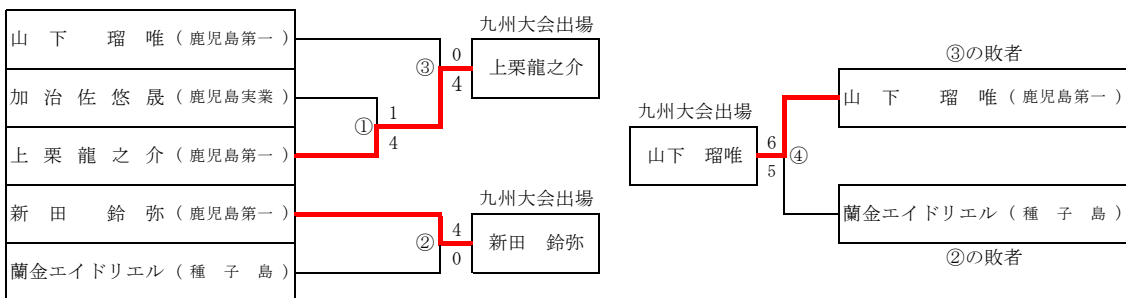 山下 瑠唯（鹿児島第一）
加治佐悠晟（鹿児島実業）
上栗龍之介（鹿児島第一）
新田 鈴弥（鹿児島第一）
蘭金エイドリエル（種子島）
①
1
4
③
0
4
②
4
0
九州大会出場
上栗龍之介
九州大会出場
新田 鈴弥
九州大会出場
山下 瑠唯
6
5
④
③の敗者
山下 瑠唯（鹿児島第一）
蘭金エイドリエル（種子島）
②の敗者